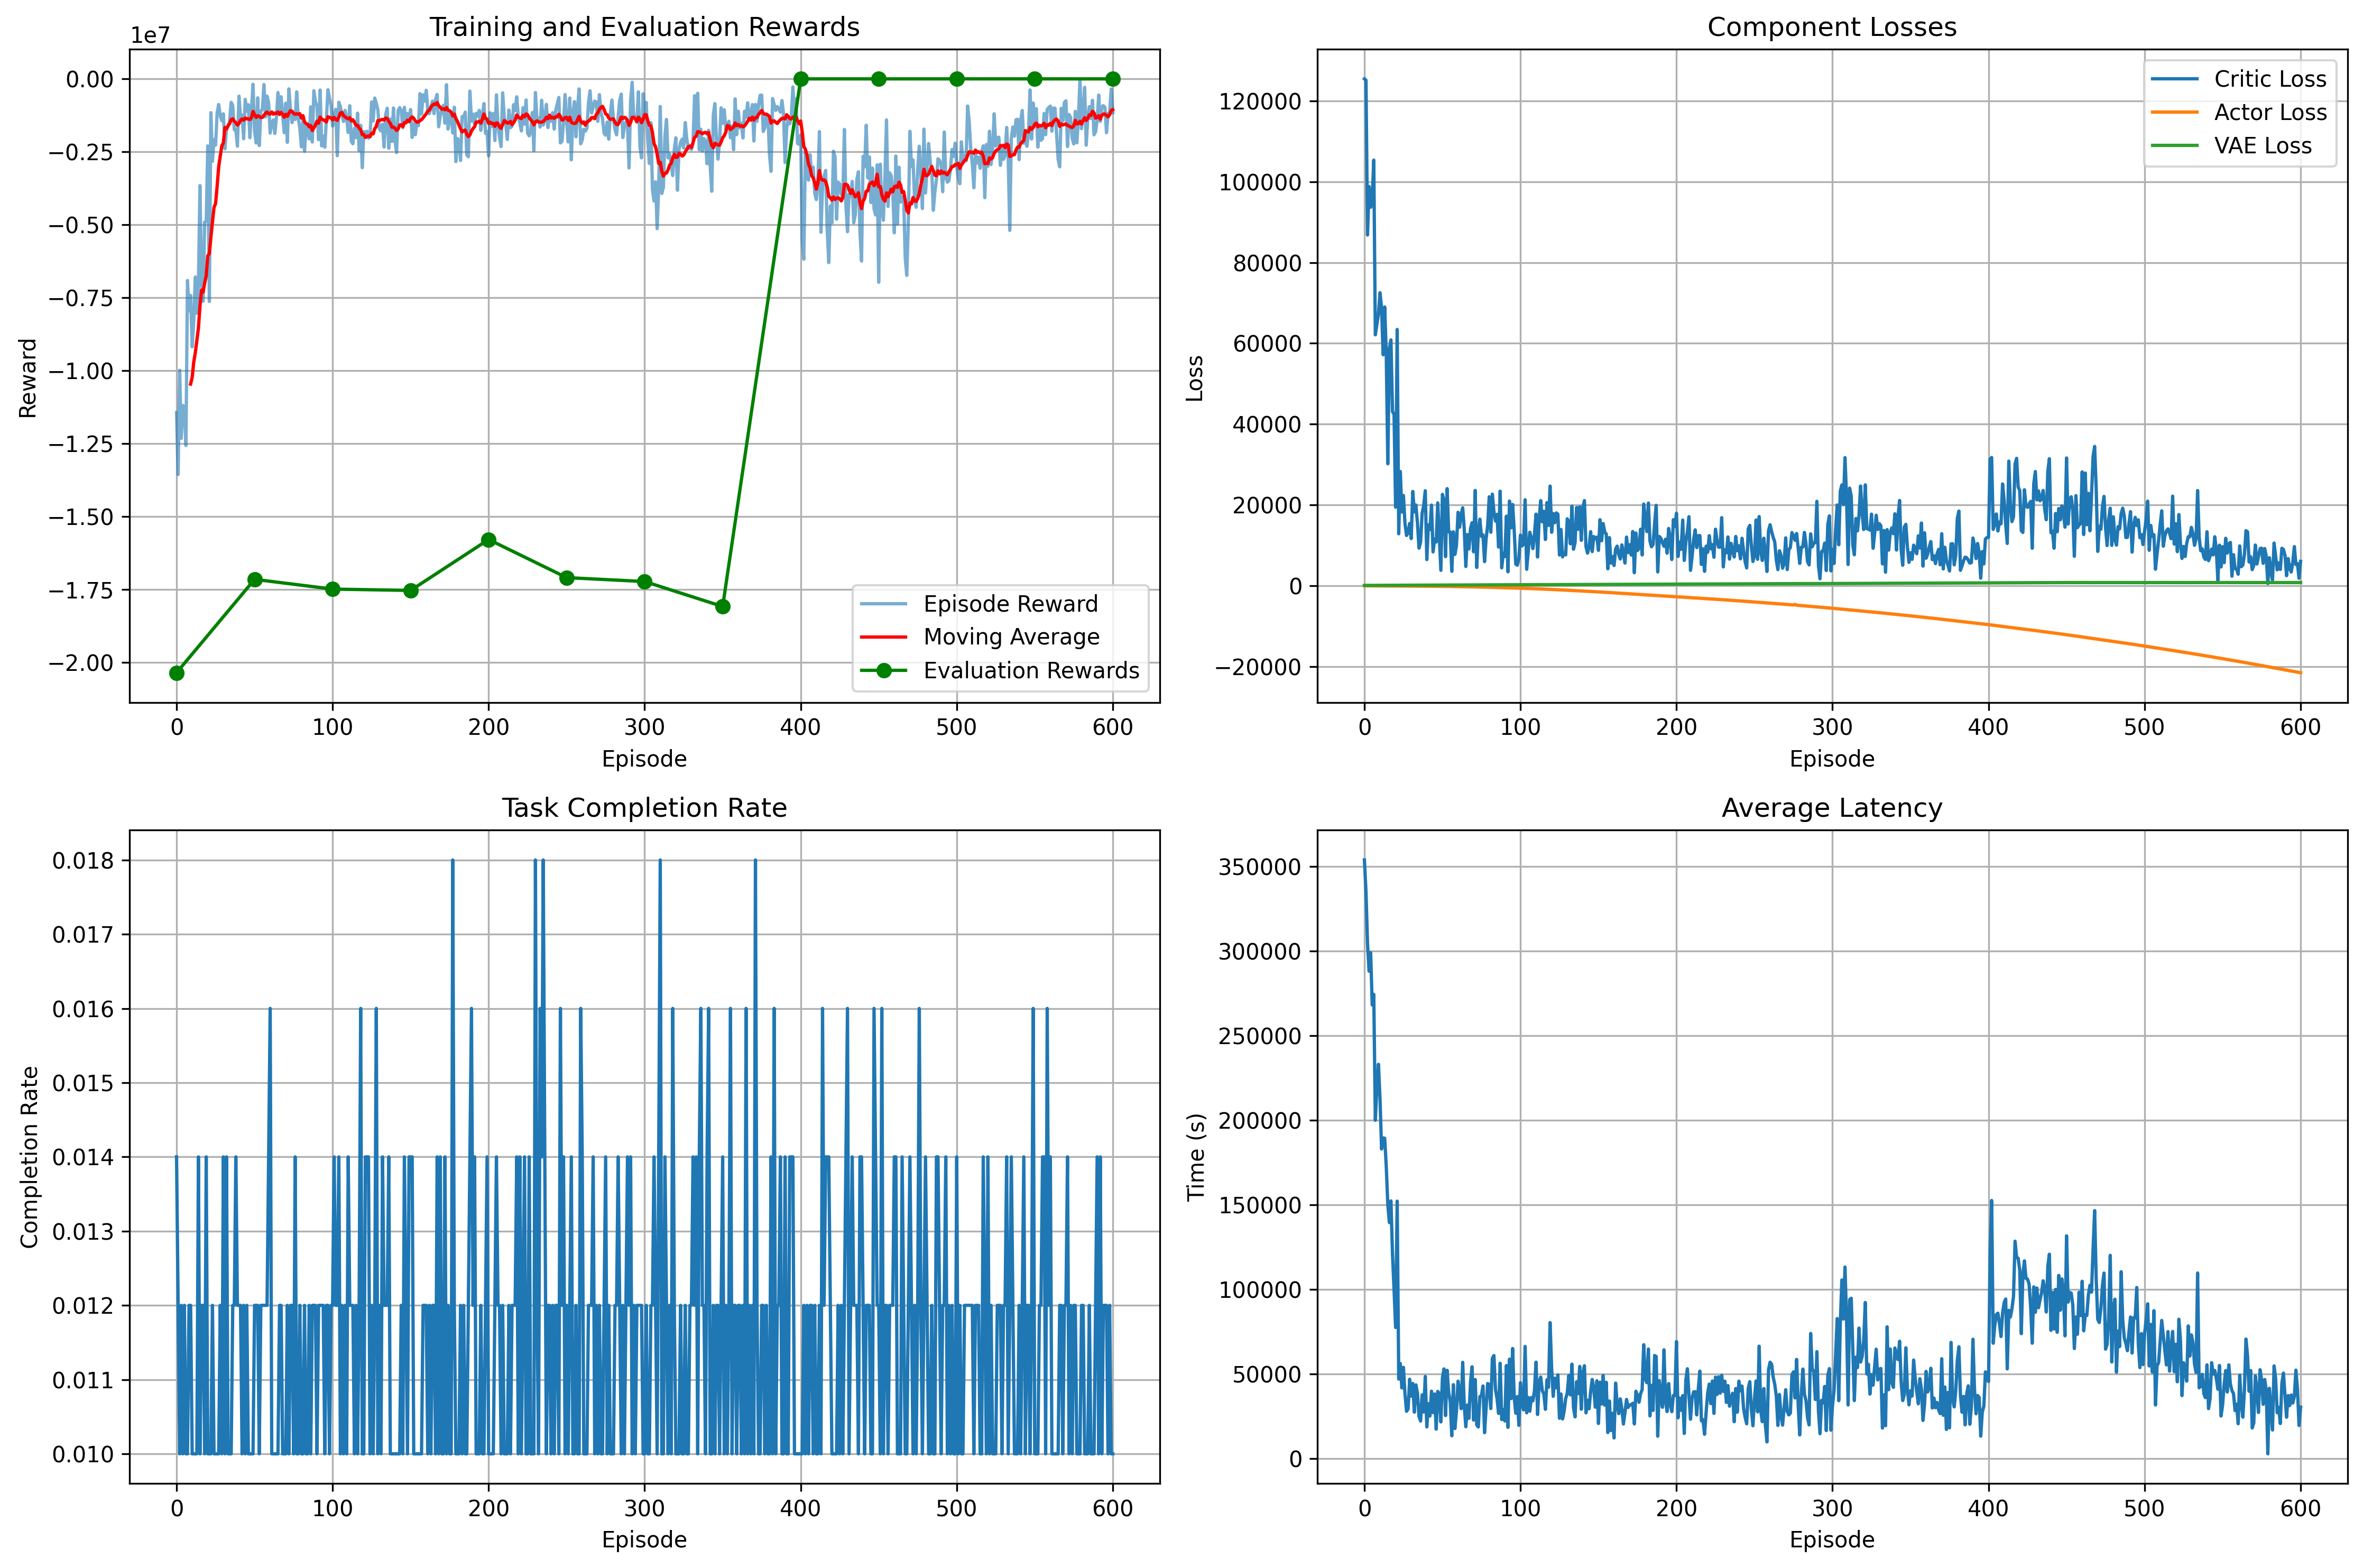 Training and Evaluation Rewards
1e7
0.00
−0.25
−0.50
−0.75
−1.00
−1.25
−1.50
−1.75
−2.00
Reward
Episode Reward
Moving Average
Evaluation Rewards
0 100 200 300 400 500 600
Episode
Component Losses
120000
100000
80000
60000
40000
20000
0
−20000
Loss
Critic Loss
Actor Loss
VAE Loss
0 100 200 300 400 500 600
Episode
Task Completion Rate
0.018
0.017
0.016
0.015
0.014
0.013
0.012
0.011
0.010
Completion Rate
0 100 200 300 400 500 600
Episode
Average Latency
350000
300000
250000
200000
150000
100000
50000
0
Time (s)
0 100 200 300 400 500 600
Episode